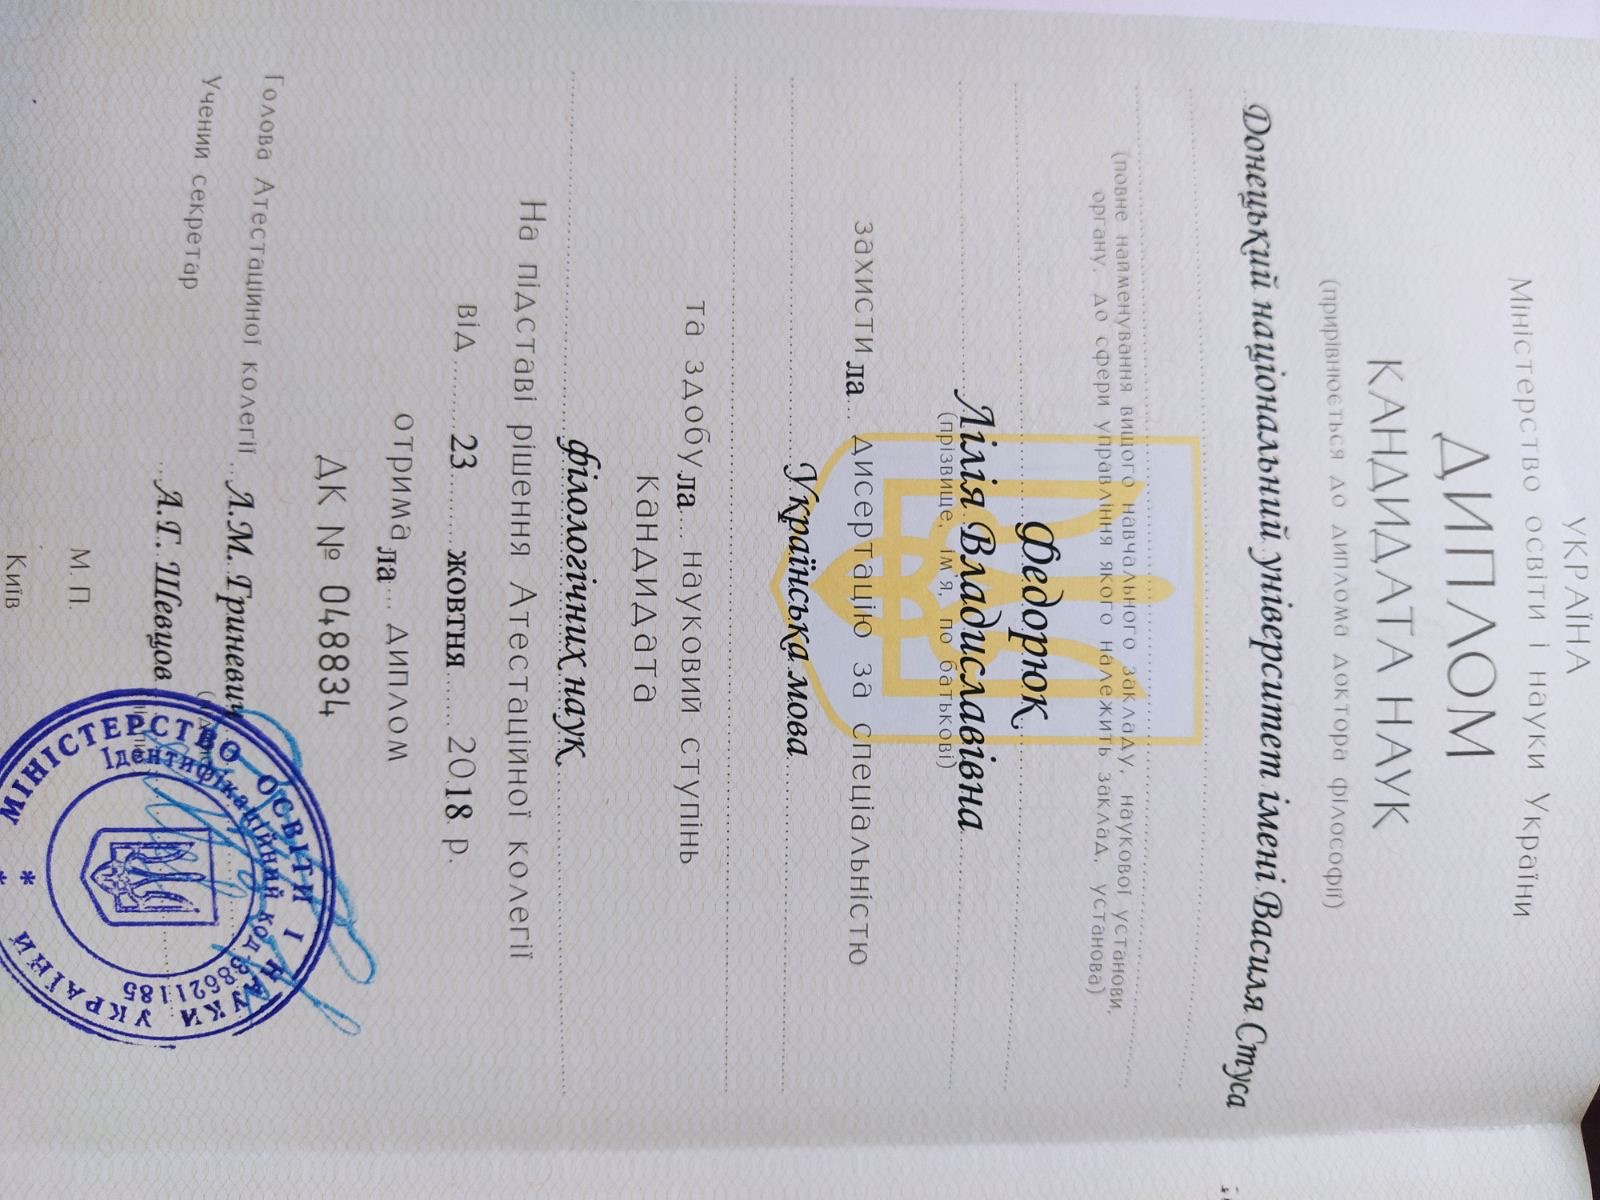 УКРАЇНА
Міністерство освіти і науки України
ДИПЛОМ
КАНДИДАТА НАУК
(прирівнюється до диплома доктора філософії)
Донецький національний університет імені Василя Стуса
(повне найменування вищого навчального закладу, наукової установи,
органу, до сфери управління якого належить заклад, установа)
Федорюк
Лілія Владиславівна
(прізвище, ім'я, по батькові)
захистила дисертацію за спеціальністю
Українська мова
та здобула науковий ступінь
кандидата
філологічних наук
На підставі рішення Атестаційної колегії
від 23 жовтня 2018 р.
отримала диплом
ДК № 048834
Голова Атестаційної колегії Л.М. Гриневич
Учений секретар А.Г. Шевцов
М.П.
Київ
МІНІСТЕРСТВО ОСВІТИ І НАУКИ УКРАЇНИ * *
Ідентифікаційний код 38621185